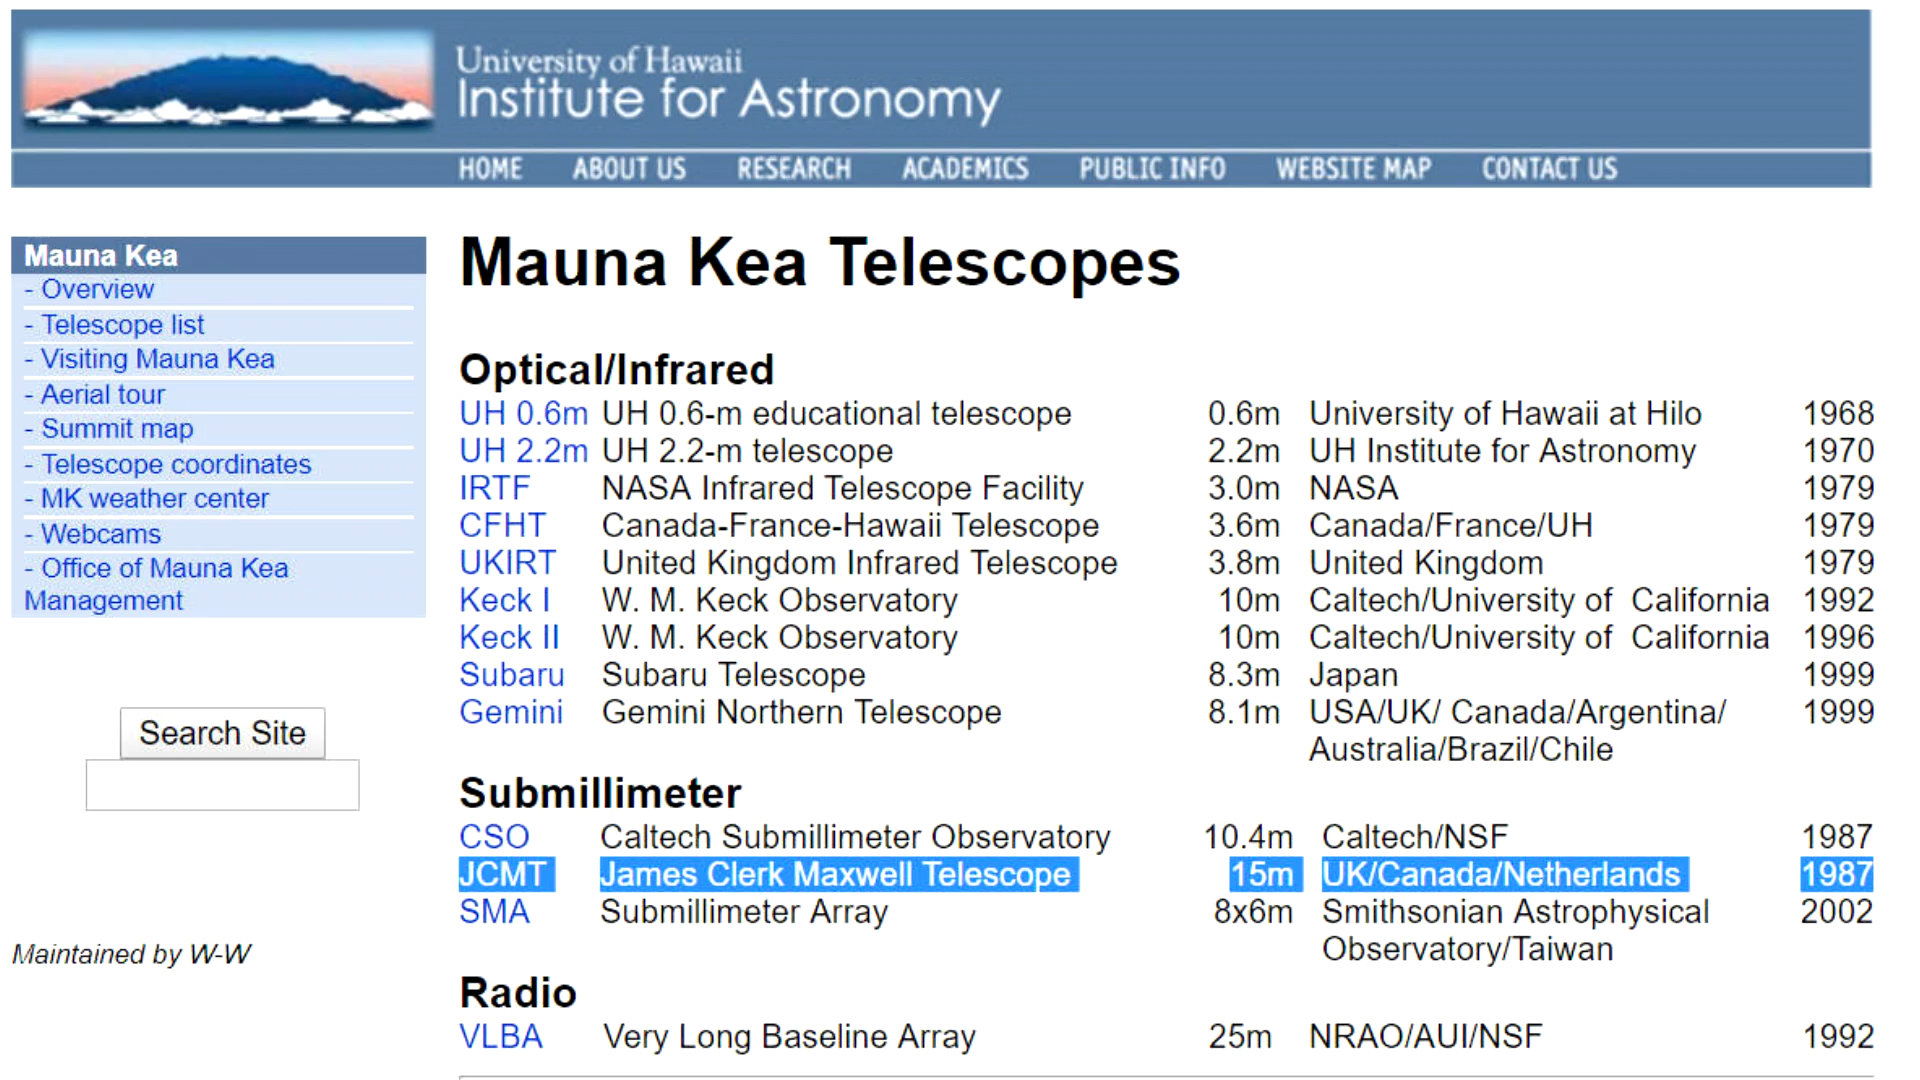 University of Hawaii
Institute for Astronomy
HOME ABOUT US RESEARCH ACADEMICS PUBLIC INFO WEBSITE MAP CONTACT US
Mauna Kea
- Overview
- Telescope list
- Visiting Mauna Kea
- Aerial tour
- Summit map
- Telescope coordinates
- MK weather center
- Webcams
- Office of Mauna Kea
Management
Search Site
Maintained by W-W
Mauna Kea Telescopes
Optical/Infrared
UH 0.6m UH 0.6-m educational telescope 0.6m University of Hawaii at Hilo 1968
UH 2.2m UH 2.2-m telescope 2.2m UH Institute for Astronomy 1970
IRTF NASA Infrared Telescope Facility 3.0m NASA 1979
CFHT Canada-France-Hawaii Telescope 3.6m Canada/France/UH 1979
UKIRT United Kingdom Infrared Telescope 3.8m United Kingdom 1979
Keck I W. M. Keck Observatory 10m Caltech/University of California 1992
Keck II W. M. Keck Observatory 10m Caltech/University of California 1996
Subaru Subaru Telescope 8.3m Japan 1999
Gemini Gemini Northern Telescope 8.1m USA/UK/ Canada/Argentina/ 1999
Australia/Brazil/Chile
Submillimeter
CSO Caltech Submillimeter Observatory 10.4m Caltech/NSF 1987
JCMT James Clerk Maxwell Telescope 15m UK/Canada/Netherlands 1987
SMA Submillimeter Array 8x6m Smithsonian Astrophysical 2002
Observatory/Taiwan
Radio
VLBA Very Long Baseline Array 25m NRAO/AUI/NSF 1992